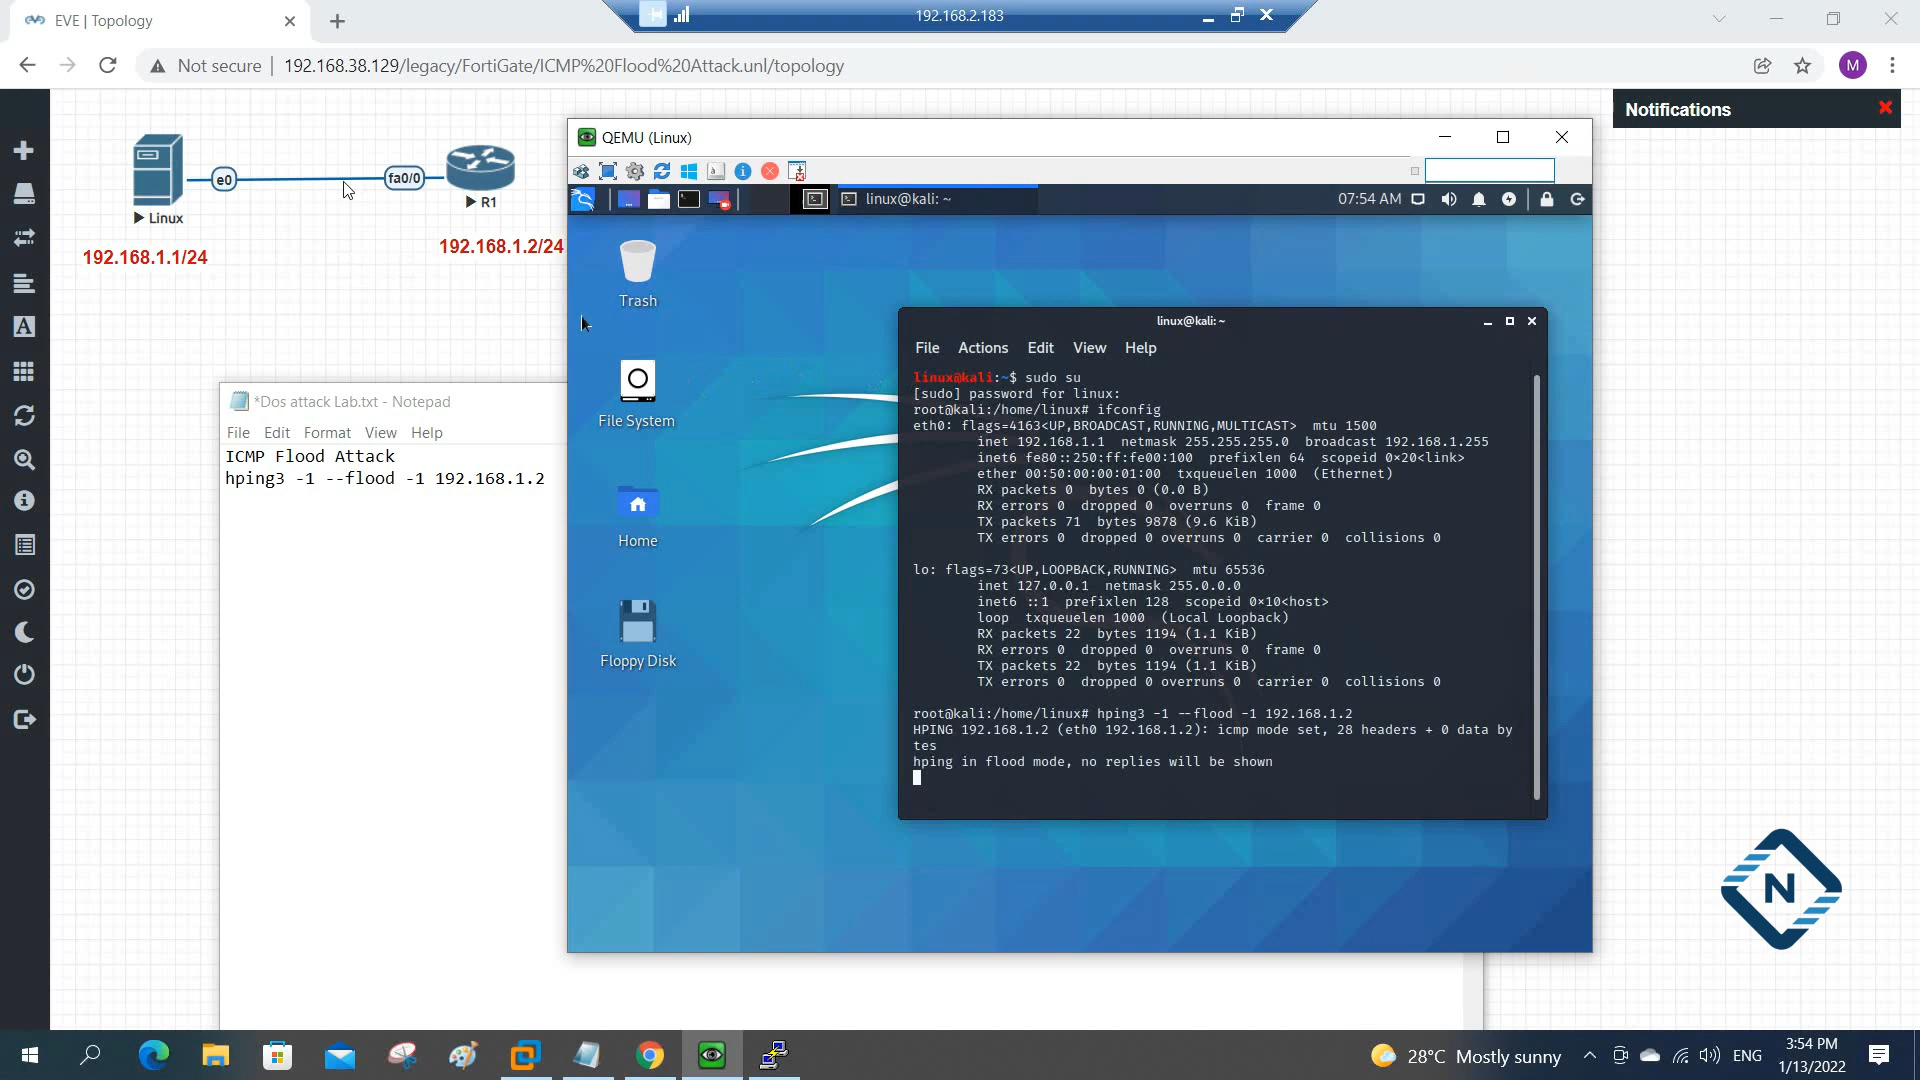 EVE | Topology
192.168.2.183
Not secure
192.168.38.129/legacy/FortiGate/ICMP%20Flood%20Attack.unl/topology
M
Notifications
e0
fa0/0
Linux
R1
192.168.1.1/24
192.168.1.2/24
*Dos attack Lab.txt - Notepad
File Edit Format View Help
ICMP Flood Attack
hping3 -1 --flood -1 192.168.1.2
QEMU (Linux)
linux@kali: ~
07:54 AM
Trash
File System
Home
Floppy Disk
linux@kali: ~
File Actions Edit View Help
linux@kali:~$ sudo su
[sudo] password for linux:
root@kali:/home/linux# ifconfig
eth0: flags=4163<UP,BROADCAST,RUNNING,MULTICAST>  mtu 1500
inet 192.168.1.1  netmask 255.255.255.0  broadcast 192.168.1.255
inet6 fe80::250:ff:fe00:100  prefixlen 64  scopeid 0×20<link>
ether 00:50:00:00:01:00  txqueuelen 1000  (Ethernet)
RX packets 0  bytes 0 (0.0 B)
RX errors 0  dropped 0  overruns 0  frame 0
TX packets 71  bytes 9878 (9.6 KiB)
TX errors 0  dropped 0 overruns 0  carrier 0  collisions 0
lo: flags=73<UP,LOOPBACK,RUNNING>  mtu 65536
inet 127.0.0.1  netmask 255.0.0.0
inet6 ::1  prefixlen 128  scopeid 0×10<host>
loop  txqueuelen 1000  (Local Loopback)
RX packets 22  bytes 1194 (1.1 KiB)
RX errors 0  dropped 0  overruns 0  frame 0
TX packets 22  bytes 1194 (1.1 KiB)
TX errors 0  dropped 0 overruns 0  carrier 0  collisions 0
root@kali:/home/linux# hping3 -1 --flood -1 192.168.1.2
HPING 192.168.1.2 (eth0 192.168.1.2): icmp mode set, 28 headers + 0 data by
tes
hping in flood mode, no replies will be shown
N
28°C Mostly sunny
ENG
3:54 PM
1/13/2022